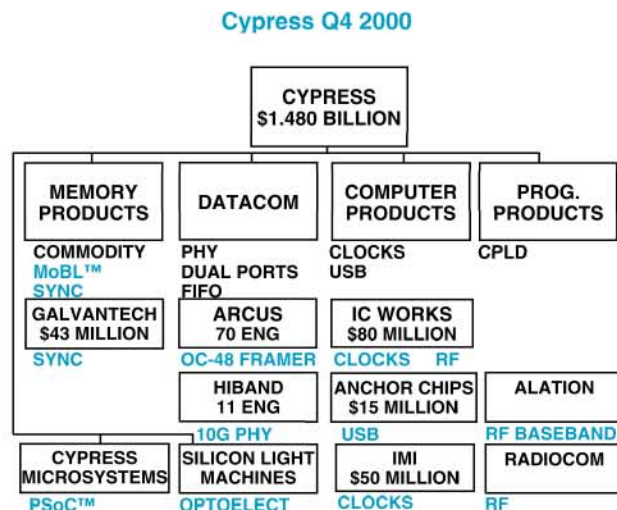 Cypress Q4 2000
CYPRESS
$1.480 BILLION
MEMORY
PRODUCTS
DATACOM
COMPUTER
PRODUCTS
PROG.
PRODUCTS
COMMODITY
MoBL™
SYNC
PHY
DUAL PORTS
FIFO
CLOCKS
USB
CPLD
GALVANTECH
$43 MILLION
SYNC
ARCUS
70 ENG
OC-48 FRAMER
IC WORKS
$80 MILLION
CLOCKS RF
HIBAND
11 ENG
10G PHY
ANCHOR CHIPS
$15 MILLION
USB
ALATION
RF BASEBAND
CYPRESS
MICROSYSTEMS
PSoC™
SILICON LIGHT
MACHINES
OPTOELECT
IMI
$50 MILLION
CLOCKS
RADIOCOM
RF